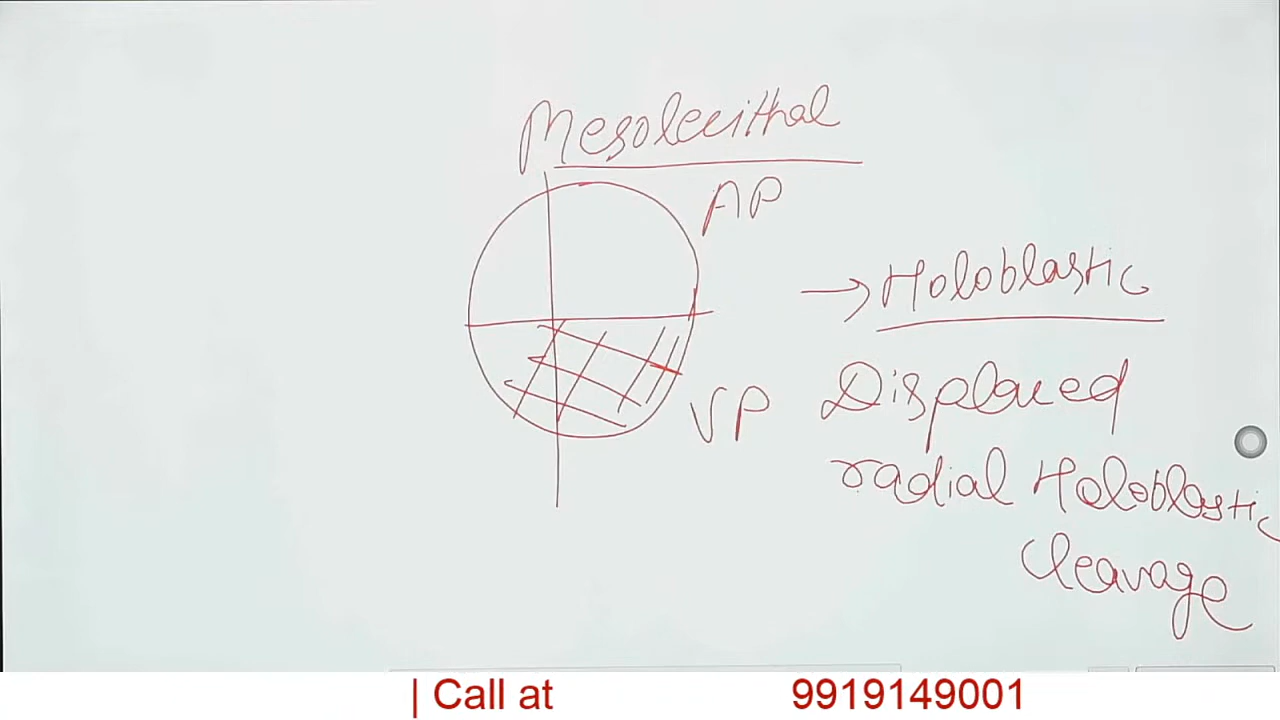 Mesolecithal
AP
→ Holoblastic
Displaced
VP
radial Holoblastic
cleavage
| Call at 9919149001